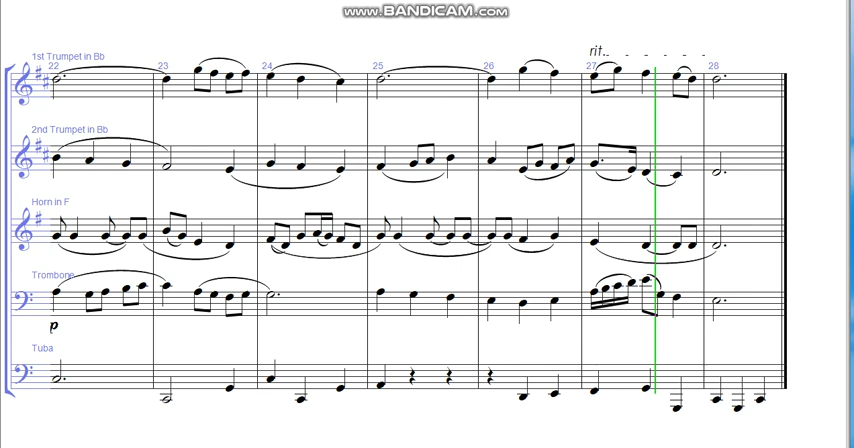 www.BANDICAM.com
rit.
1st Trumpet in Bb
22 23 24 25 26 27 28
2nd Trumpet in Bb
Horn in F
Trombone
p
Tuba